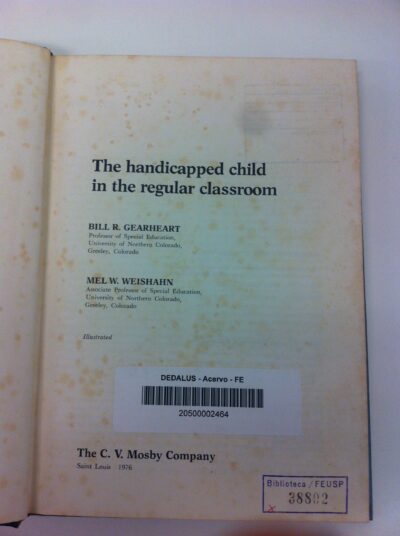 The handicapped child
in the regular classroom
BILL R. GEARHEART
Professor of Special Education,
University of Northern Colorado,
Greeley, Colorado
MEL W. WEISHAHN
Associate Professor of Special Education,
University of Northern Colorado,
Greeley, Colorado
Illustrated
DEDALUS - Acervo - FE
20500002464
The C. V. Mosby Company
Saint Louis 1976
Biblioteca / FEUSP
38802